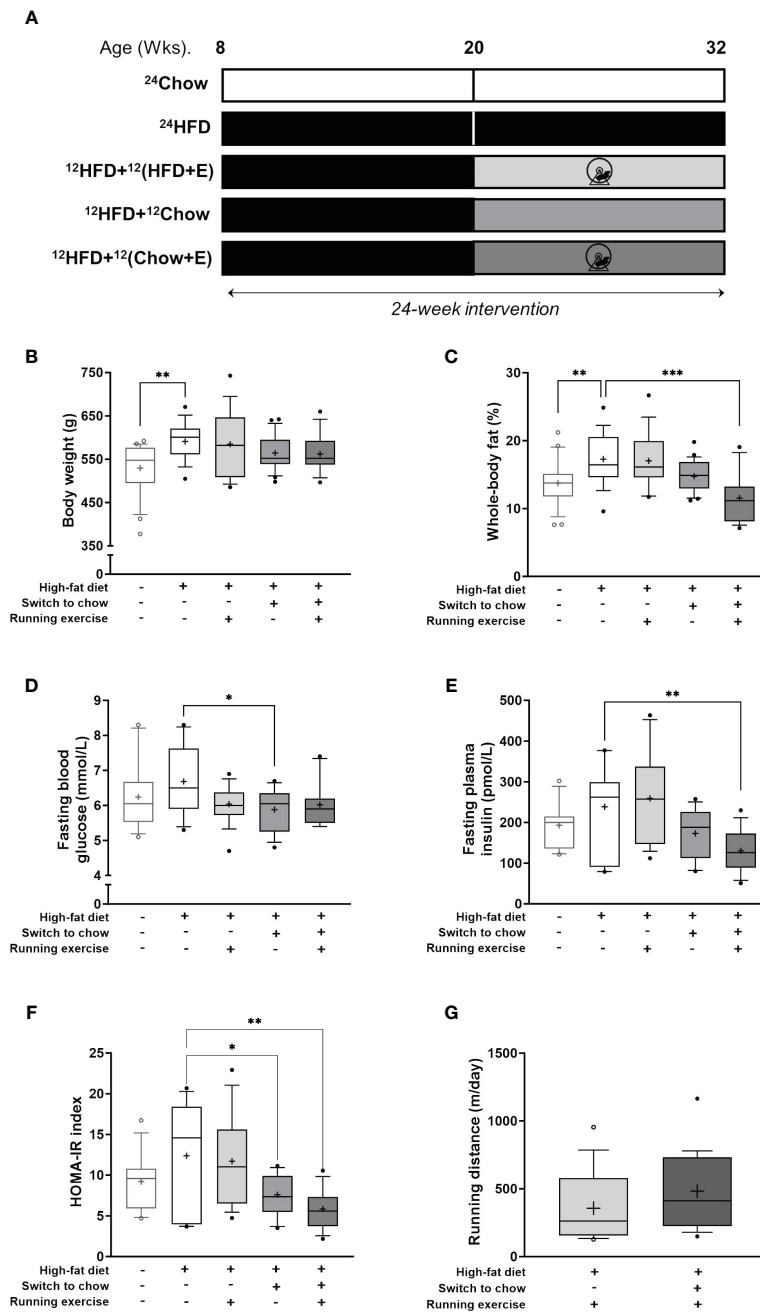 A
Age (Wks). 8 20 32
²⁴Chow
²⁴HFD
¹²HFD+¹²(HFD+E)
¹²HFD+¹²Chow
¹²HFD+¹²(Chow+E)
24-week intervention
B
Body weight (g)
750
650
550
450
350
0
**
High-fat diet - + + + +
Switch to chow - - - + +
Running exercise - - + - +
C
Whole-body fat (%)
30
20
10
0
** ***
High-fat diet - + + + +
Switch to chow - - - + +
Running exercise - - + - +
D
Fasting blood
glucose (mmol/L)
9
8
7
6
5
4
0
*
High-fat diet - + + + +
Switch to chow - - - + +
Running exercise - - + - +
E
Fasting plasma
insulin (pmol/L)
500
400
300
200
100
0
**
High-fat diet - + + + +
Switch to chow - - - + +
Running exercise - - + - +
F
HOMA-IR index
25
20
15
10
5
0
**
*
High-fat diet - + + + +
Switch to chow - - - + +
Running exercise - - + - +
G
Running distance (m/day)
1500
1000
500
0
High-fat diet + +
Switch to chow - +
Running exercise + +